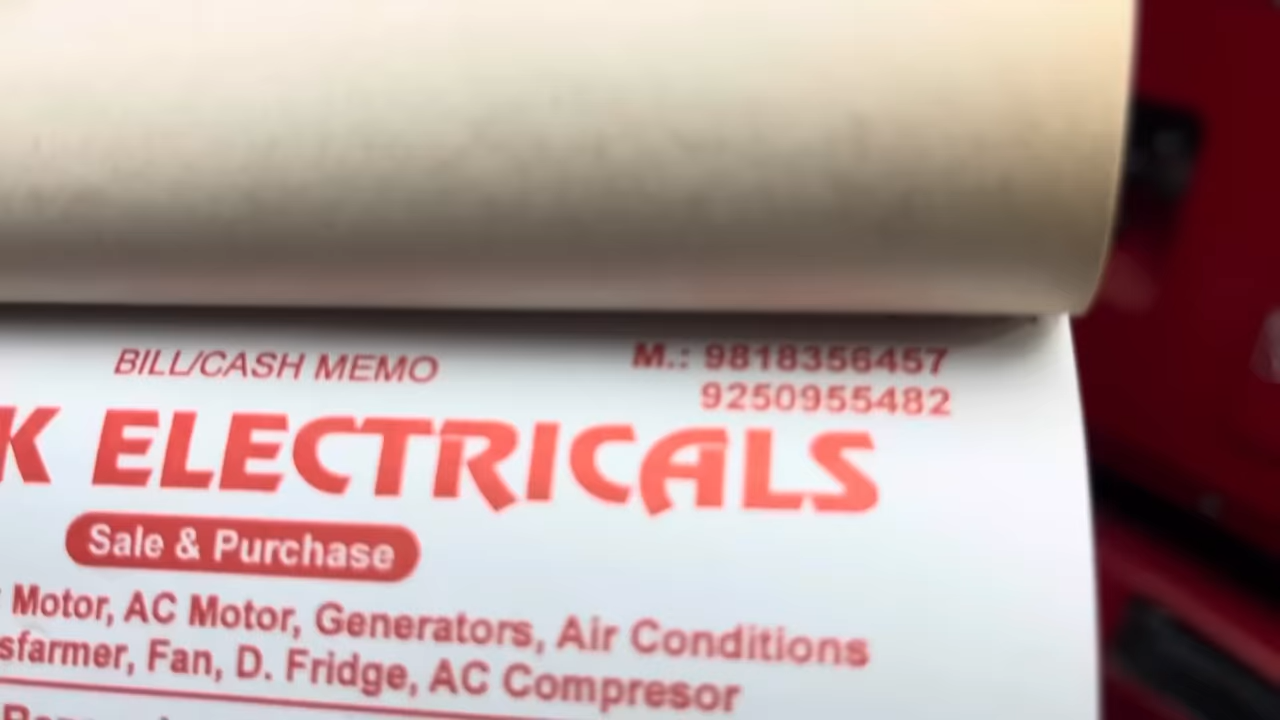 BILL/CASH MEMO
M.: 9818356457
9250955482
K ELECTRICALS
Sale & Purchase
Motor, AC Motor, Generators, Air Conditions
sfarmer, Fan, D. Fridge, AC Compresor